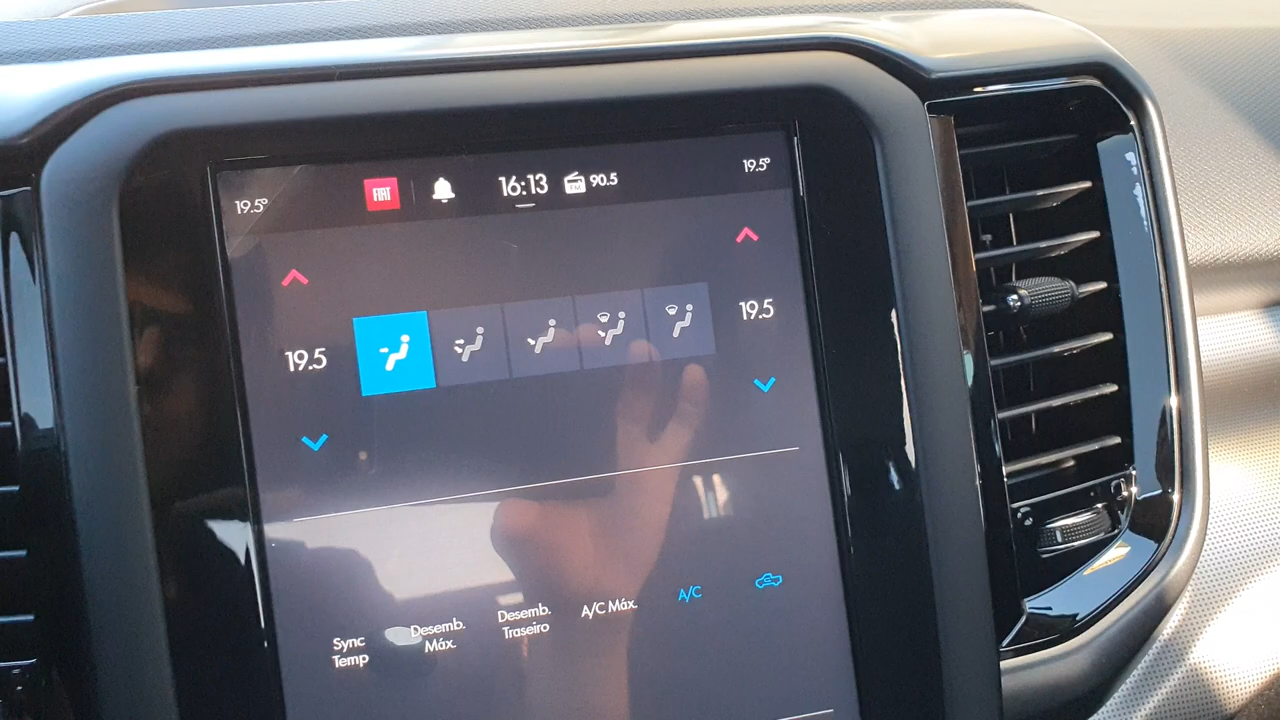 19.5°
FIAT
16:13
FM
90.5
19.5°
19.5
19.5
Sync
Temp
Desemb.
Máx.
Desemb.
Traseiro
A/C Máx.
A/C